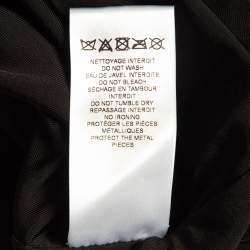 NETTOYAGE INTERDIT
DO NOT WASH
EAU DE JAVEL INTERDITE
DO NOT BLEACH
SÉCHAGE EN TAMBOUR
INTERDIT
DO NOT TUMBLE DRY
REPASSAGE INTERDIT
NO IRONING
PROTÉGER LES PIÈCES
MÉTALLIQUES
PROTECT THE METAL
PIECES